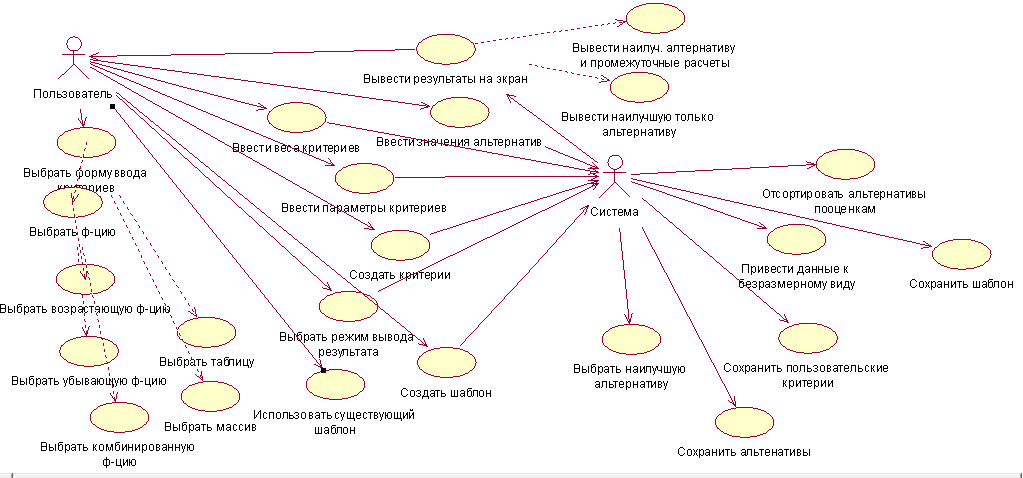 Вывести наилуч. алтернативу
и промежуточные расчеты
Вывести результаты на экран
Пользователь
Вывести наилучшую только
альтернативу
Ввести веса критериев
Ввести значения альтернатив
Выбрать форму ввода
критериев
Отсортировать альтернативы
пооценкам
Ввести параметры критериев
Система
Выбрать ф-цию
Создать критерии
Привести данные к
безразмерному виду
Сохранить шаблон
Выбрать возрастающую ф-цию
Выбрать режим вывода
результата
Выбрать таблицу
Выбрать наилучшую
альтернативу
Сохранить пользовательские
критерии
Выбрать убывающую ф-цию
Создать шаблон
Использовать существующий
шаблон
Выбрать массив
Выбрать комбинированную
ф-цию
Сохранить альтенативы